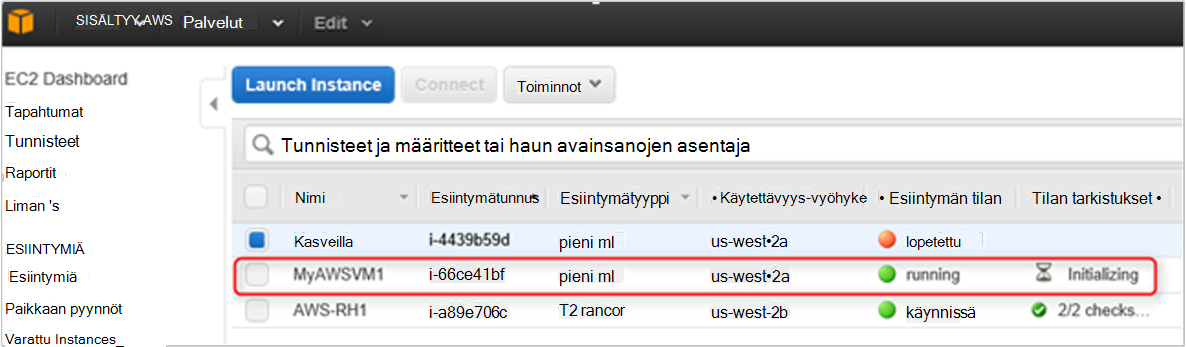 SISÄLTYY AWS Palvelut Edit
EC2 Dashboard
Tapahtumat
Tunnisteet
Raportit
Liman 's
ESIINTYMIÄ
Esiintymiä
Paikkaan pyynnöt
Varattu Instances_
Launch Instance Connect Toiminnot
Tunnisteet ja määritteet tai haun avainsanojen asentaja
Nimi Esiintymätunnus Esiintymätyyppi • Käytettävyys-vyöhyke • Esiintymän tilan Tilan tarkistukset •
Kasveilla i-4439b59d pieni ml us-west•2a lopetettu
MyAWSVM1 i-66ce41bf pieni ml us-west•2a running Initializing
AWS-RH1 i-a89e706c T2 rancor us-west-2b käynnissä 2/2 checks...